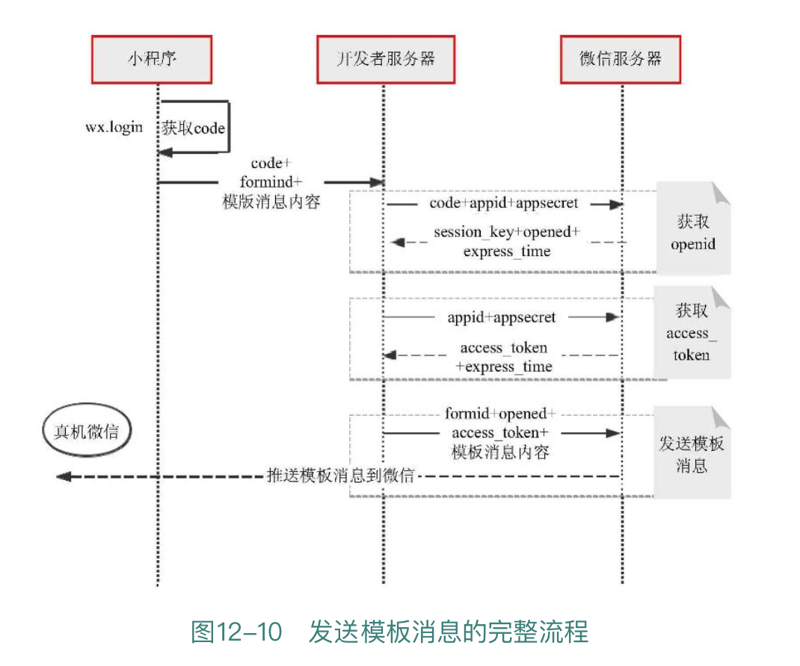 小程序
开发者服务器
微信服务器
wx.login
获取code
code+
formind+
模版消息内容
code+appid+appsecret
session_key+opened+
express_time
获取
openid
appid+appsecret
access_token
+express_time
获取
access_
token
formid+opened+
access_token+
模板消息内容
发送模板
消息
真机微信
推送模板消息到微信
图12-10 发送模板消息的完整流程